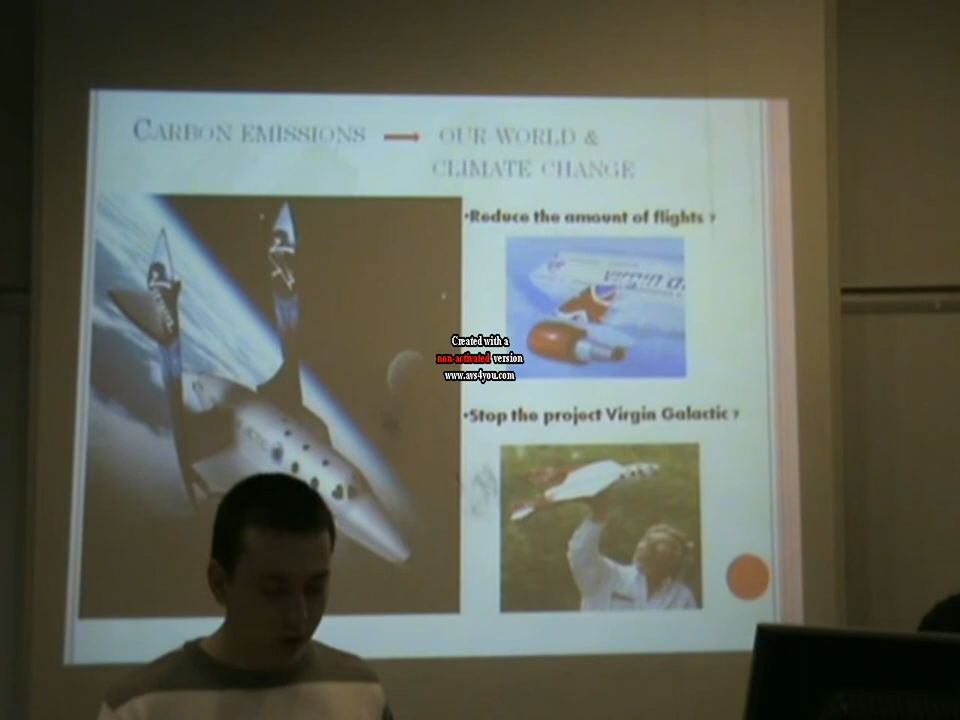 CARBON EMISSIONS → OUR WORLD &
CLIMATE CHANGE
•Reduce the amount of flights ?
virgin a
Created with a
non-activated version
www.avs4you.com
•Stop the project Virgin Galactic ?